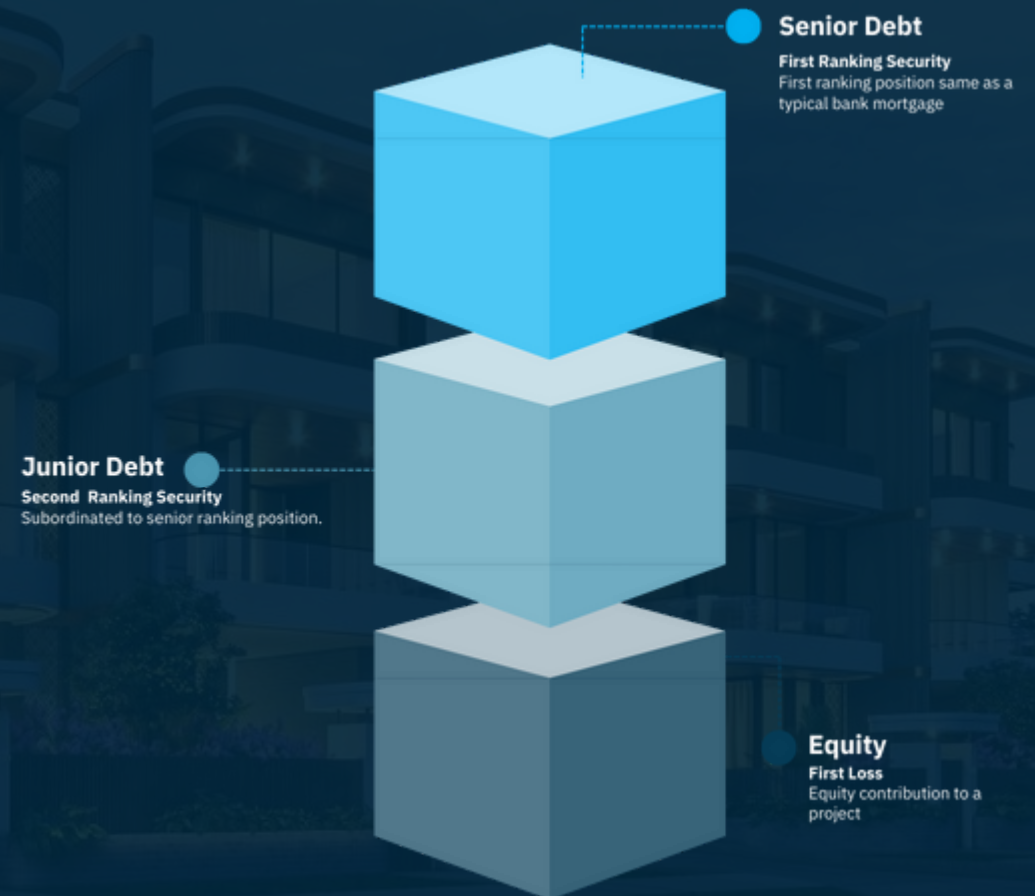 Senior Debt
First Ranking Security
First ranking position same as a
typical bank mortgage
Junior Debt
Second  Ranking Security
Subordinated to senior ranking position.
Equity
First Loss
Equity contribution to a
project